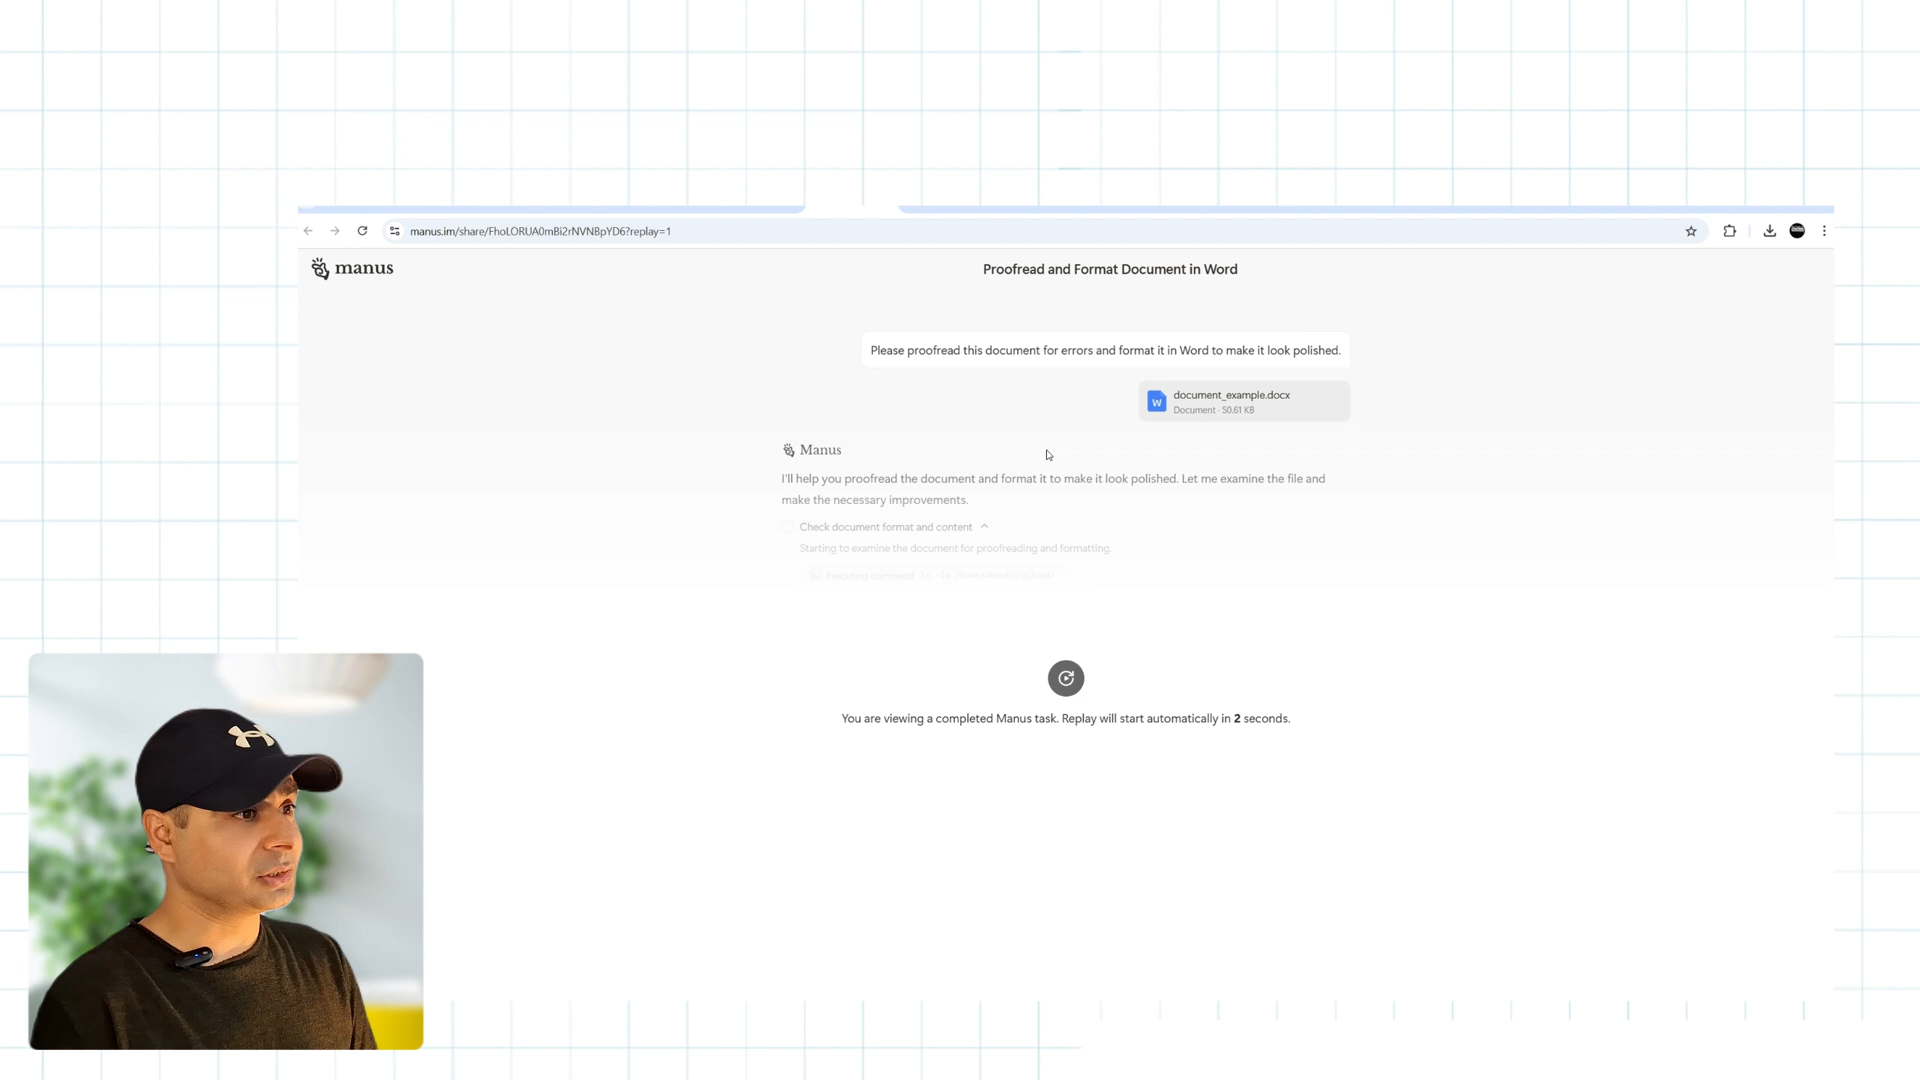 manus.im/share/FhoLORUA0mBi2rNVNBpYD6?replay=1
manus
Proofread and Format Document in Word
Please proofread this document for errors and format it in Word to make it look polished.
W
document_example.docx
Document · 50.61 KB
Manus
I'll help you proofread the document and format it to make it look polished. Let me examine the file and
make the necessary improvements.
Check document format and content
Starting to examine the document for proofreading and formatting.
Executing command
You are viewing a completed Manus task. Replay will start automatically in 2 seconds.